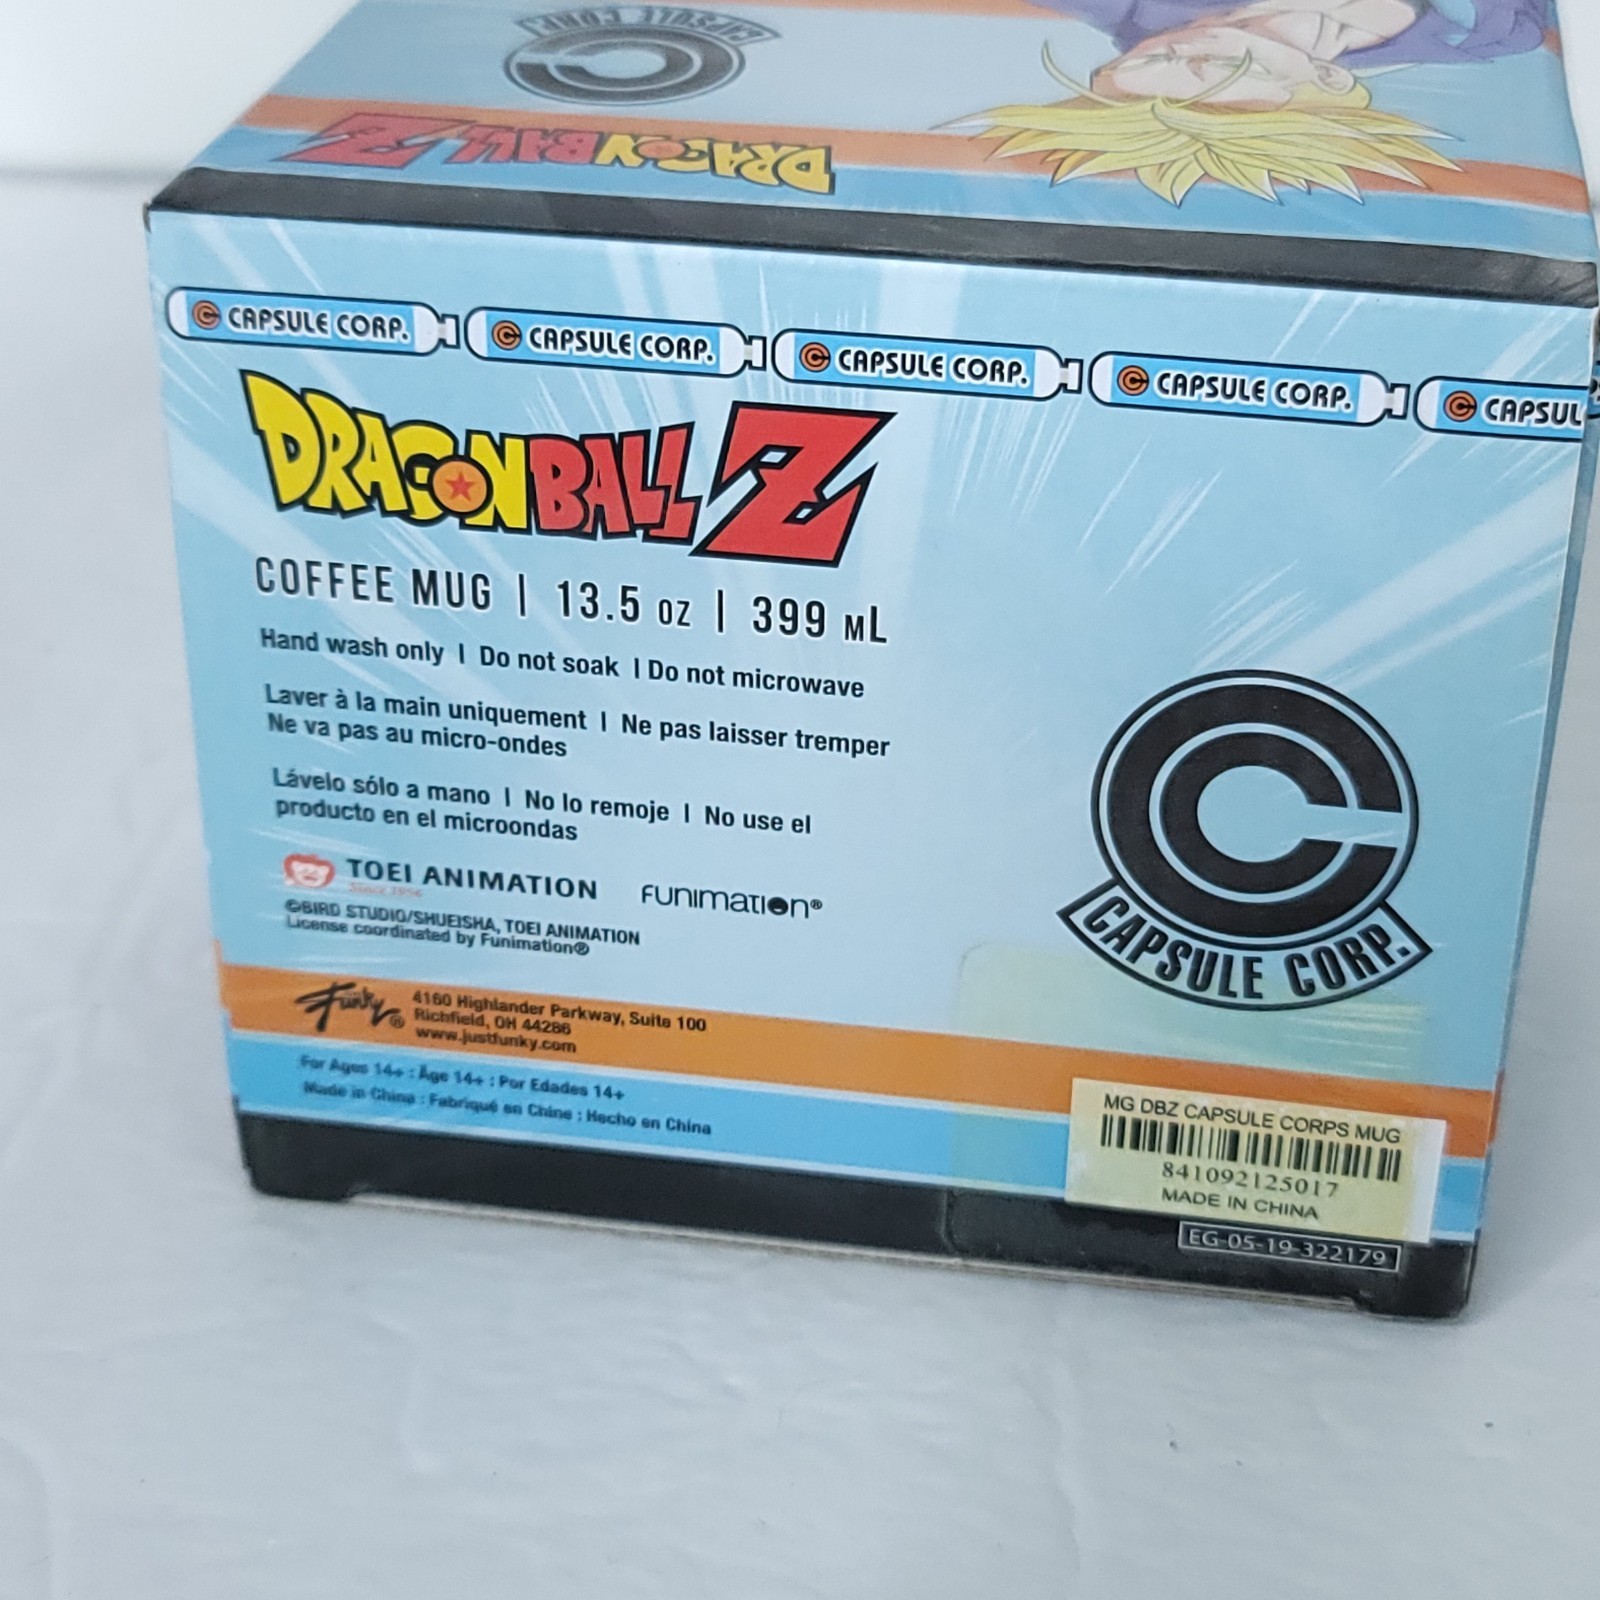 CAPSULE CORP.
DRAGON BALL Z
CAPSULE CORP. CAPSULE CORP. CAPSULE CORP. CAPSULE CORP. CAPSUL
DRAGON BALL Z
COFFEE MUG | 13.5 OZ | 399 mL
Hand wash only | Do not soak | Do not microwave
Laver à la main uniquement | Ne pas laisser tremper
Ne va pas au micro-ondes
Lávelo sólo a mano | No lo remoje | No use el
producto en el microondas
TOEI ANIMATION
Since 1956
Funimation®
©BIRD STUDIO/SHUEISHA, TOEI ANIMATION
License coordinated by Funimation®
CAPSULE CORP.
Funky®
4160 Highlander Parkway, Suite 100
Richfield, OH 44286
www.justfunky.com
For Ages 14+ : Âge 14+ : Por Edades 14+
Made in China : Fabriqué en Chine : Hecho en China
MG DBZ CAPSULE CORPS MUG
841092125017
MADE IN CHINA
EG-05-19-322179